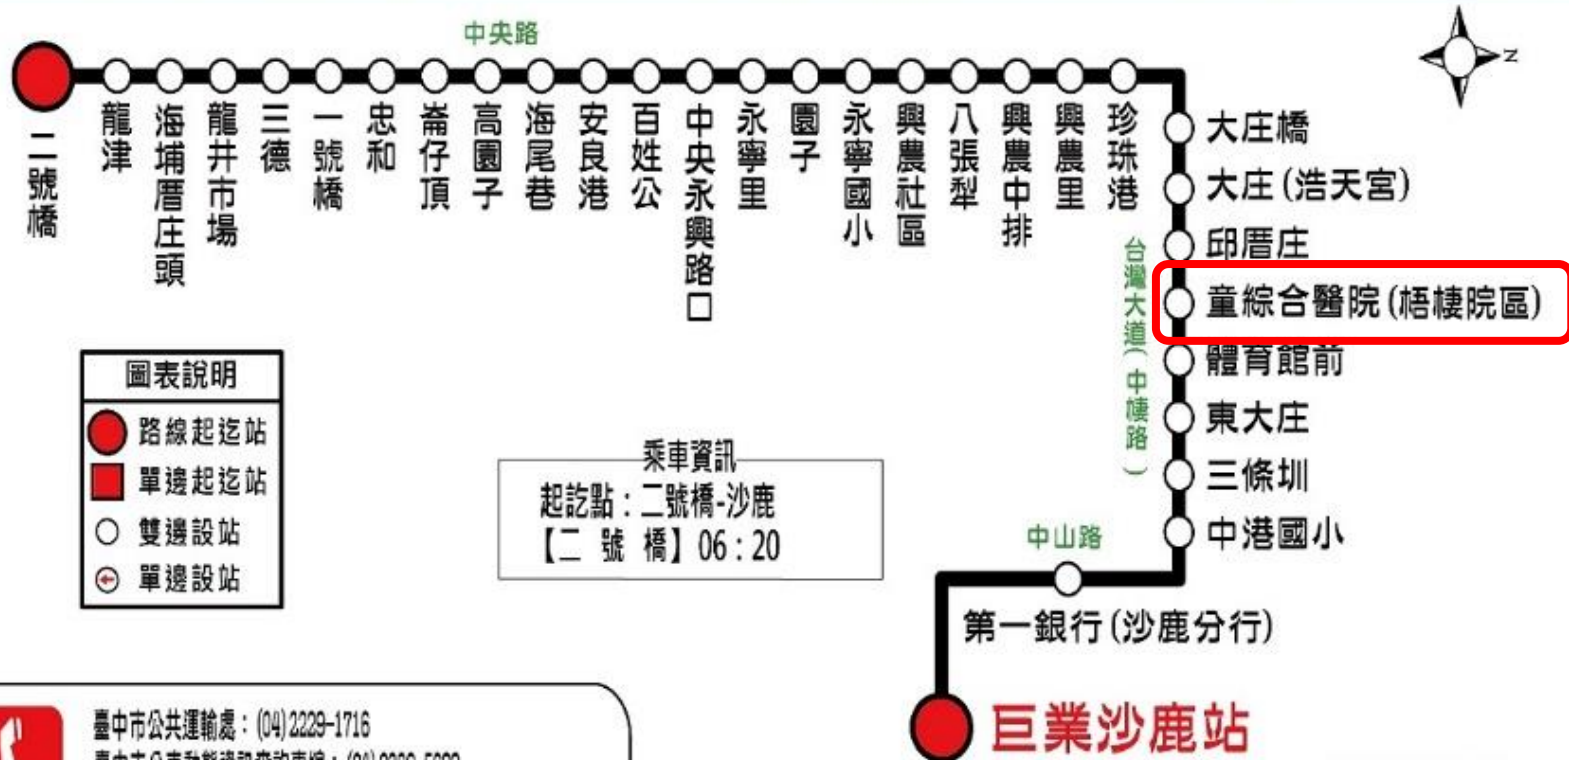 中央路
N
二號橋
龍津
海埔厝庄頭
龍井市場
三德
一號橋
忠和
崙仔頂
高園子
海尾巷
安良港
百姓公
中央永興路口
永寧里
園子
永寧國小
興農社區
八張犁
興農中排
興農里
珍珠港
大庄橋
大庄(浩天宮)
邱厝庄
台灣大道(中棲路)
童綜合醫院(梧棲院區)
體育館前
東大庄
三條圳
中港國小
中山路
第一銀行(沙鹿分行)
巨業沙鹿站
圖表說明
路線起迄站
單邊起迄站
雙邊設站
單邊設站
乘車資訊
起訖點：二號橋-沙鹿
【二 號 橋】06：20
臺中市公共運輸處：(04)2229-1716